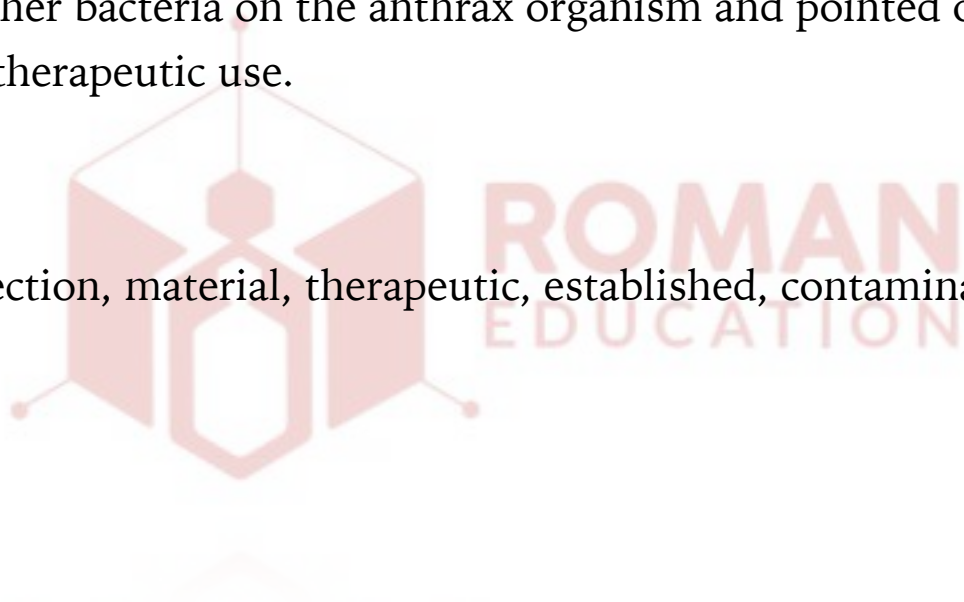 her bacteria on the anthrax organism and pointed
therapeutic use.
ROMAN
ection, material, therapeutic, established, contamina
EDUCATION